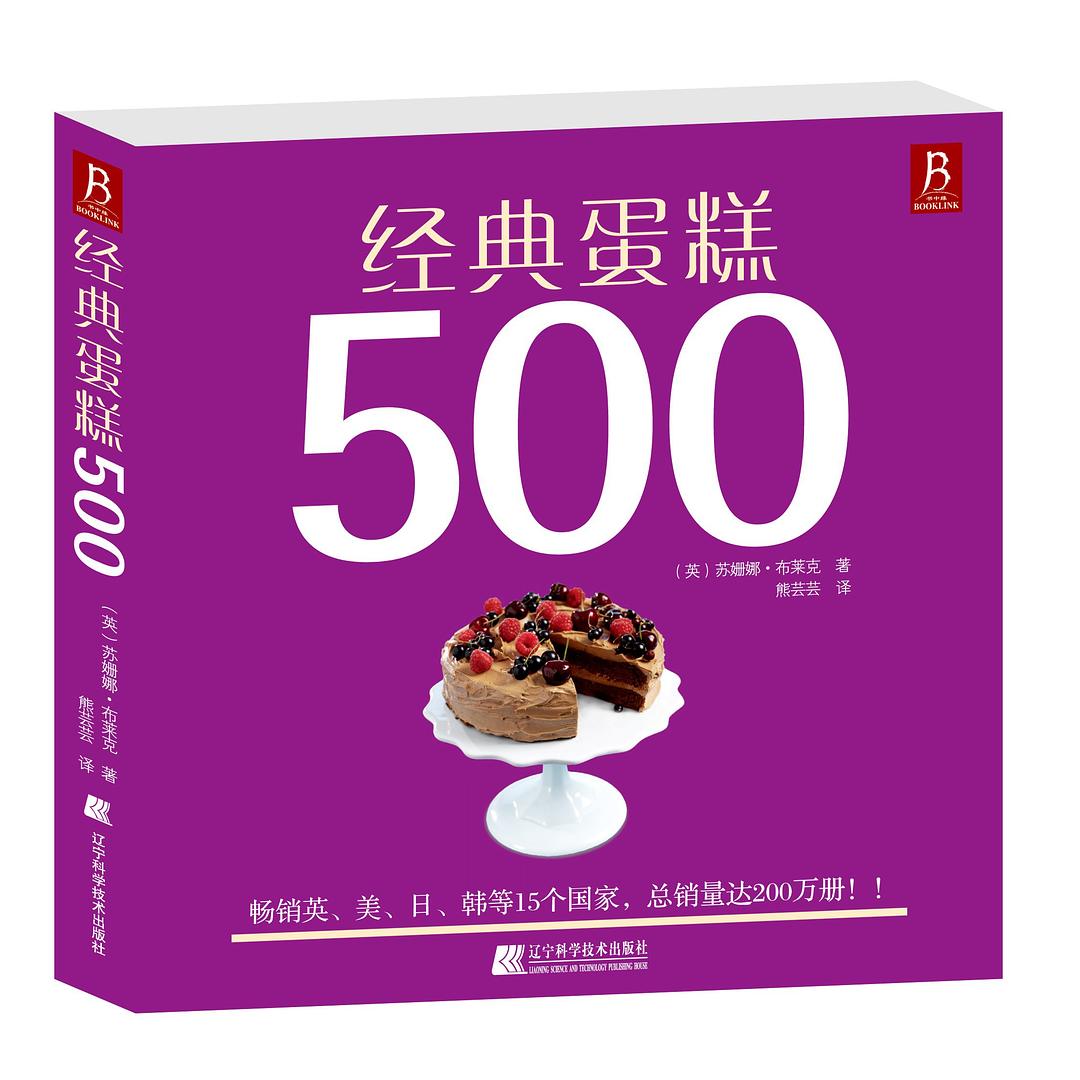 BOOKLINK
经典蛋糕500
（英）苏姗娜·布莱克 著
熊芸芸 译
辽宁科学技术出版社
书中缘
BOOKLINK
经典蛋糕
500
（英）苏姗娜·布莱克 著
熊芸芸 译
畅销英、美、日、韩等15个国家，总销量达200万册！！
辽宁科学技术出版社
LIAONING SCIENCE AND TECHNOLOGY PUBLISHING HOUSE